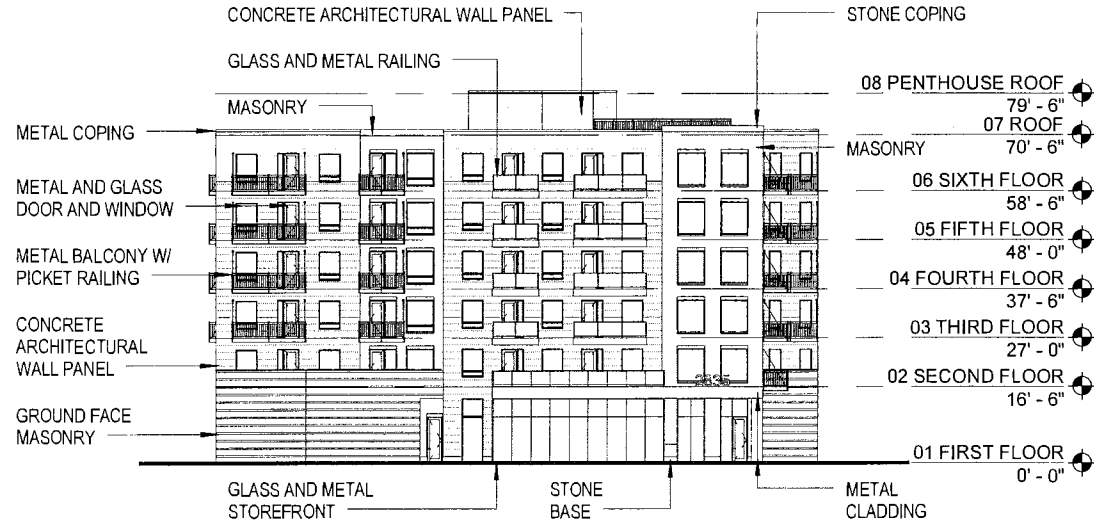 CONCRETE ARCHITECTURAL WALL PANEL
STONE COPING
GLASS AND METAL RAILING
08 PENTHOUSE ROOF
79' - 6"
MASONRY
METAL COPING
07 ROOF
70' - 6"
MASONRY
METAL AND GLASS
DOOR AND WINDOW
06 SIXTH FLOOR
58' - 6"
05 FIFTH FLOOR
48' - 0"
METAL BALCONY W/
PICKET RAILING
04 FOURTH FLOOR
37' - 6"
CONCRETE
ARCHITECTURAL
WALL PANEL
03 THIRD FLOOR
27' - 0"
2535
02 SECOND FLOOR
16' - 6"
GROUND FACE
MASONRY
01 FIRST FLOOR
0' - 0"
GLASS AND METAL
STOREFRONT
STONE
BASE
METAL
CLADDING